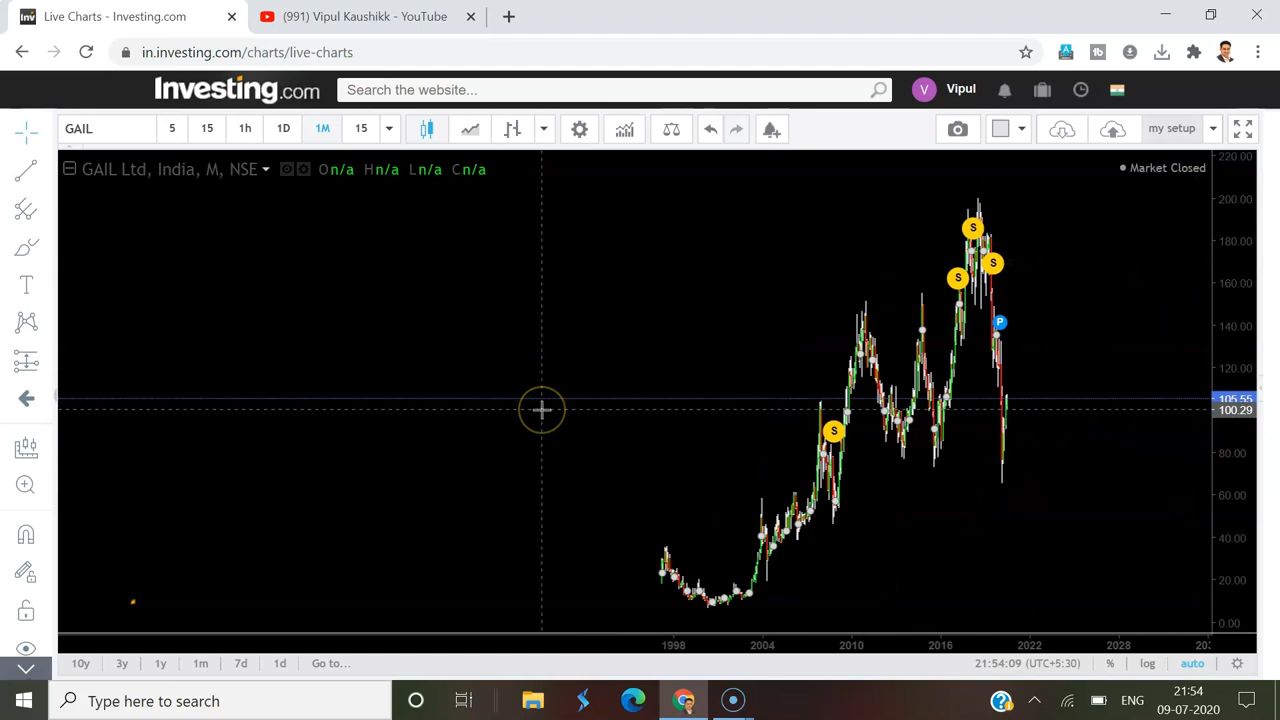 Live Charts - Investing.com
(991) Vipul Kaushikk - YouTube
in.investing.com/charts/live-charts
Investing.com
Search the website...
V
Vipul
GAIL
5
15
1h
1D
1M
15
my setup
GAIL Ltd, India, M, NSE
On/a Hn/a Ln/a Cn/a
Market Closed
220.00
200.00
180.00
160.00
140.00
120.00
105.55
100.29
80.00
60.00
40.00
20.00
0.00
S
S
S
P
S
1998
2004
2010
2016
2022
2028
10y
3y
1y
1m
7d
1d
Go to...
21:54:09 (UTC+5:30)
%
log
auto
Type here to search
ENG
21:54
09-07-2020